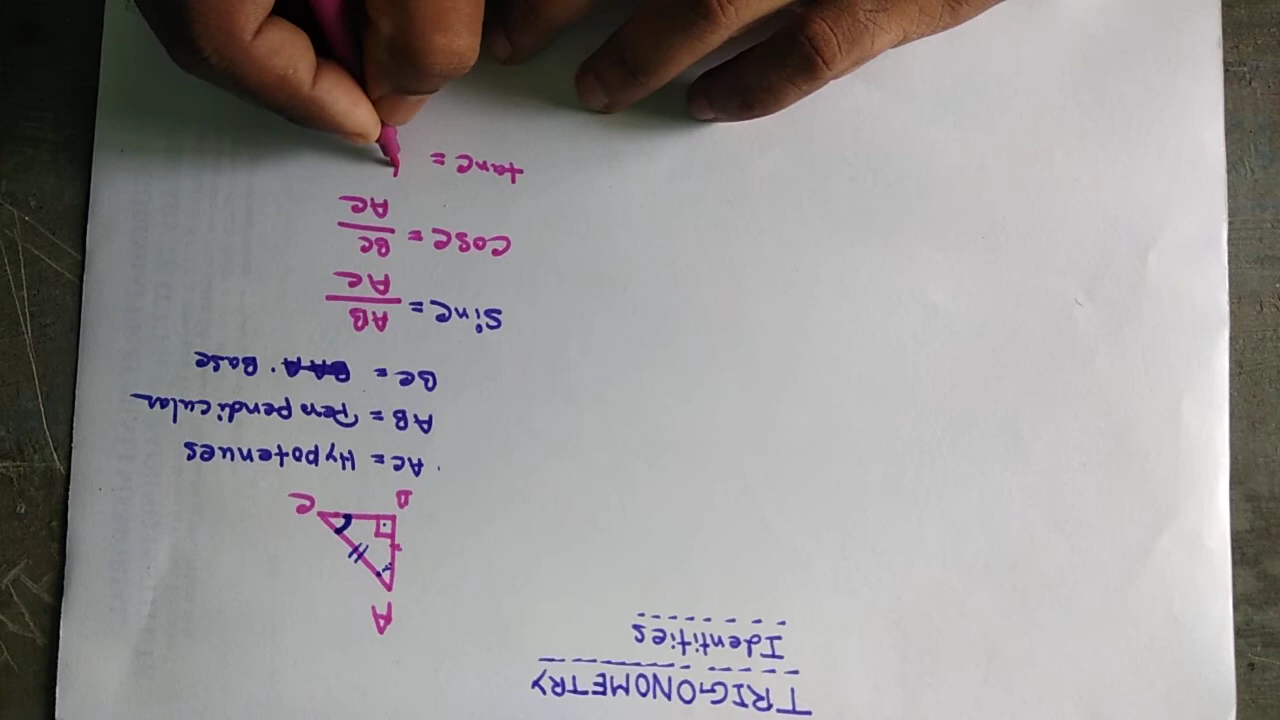 TRIGONOMETRY
Identities
A
B C
AC = Hypotenues
AB = Perpendicular
BC = Base
SinC = AB
AC
CosC = BC
AC
tanC =